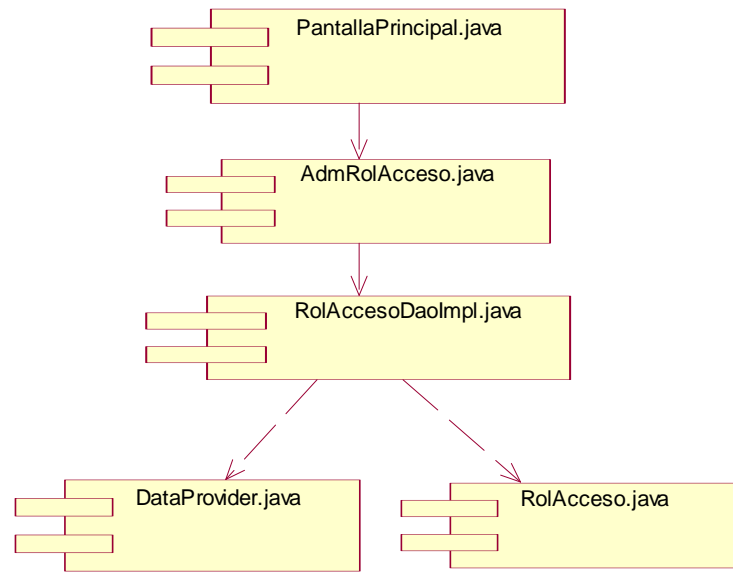 PantallaPrincipal.java
AdmRolAcceso.java
RolAccesoDaoImpl.java
DataProvider.java
RolAcceso.java